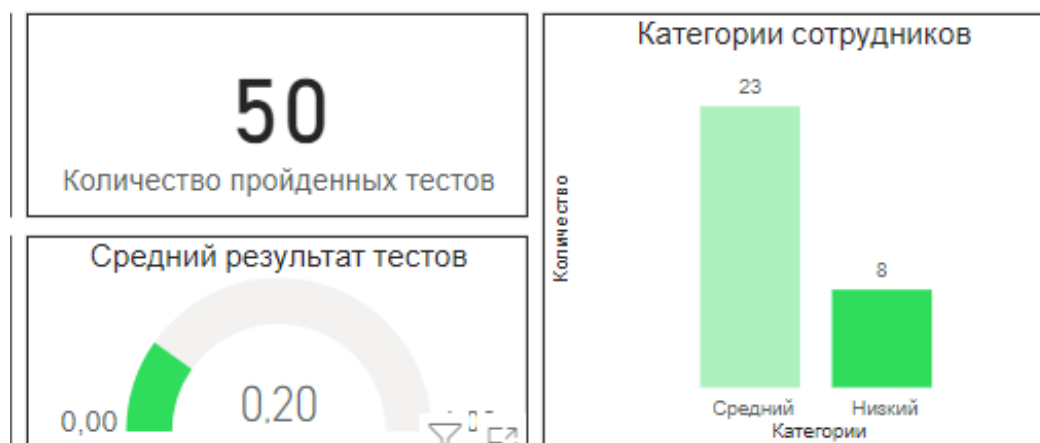 50
Количество пройденных тестов
Средний результат тестов
0,00
0,20
Категории сотрудников
23
8
Количество
Средний
Низкий
Категории